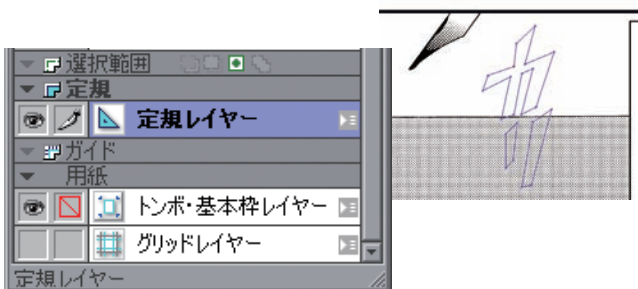 選択範囲
定規
定規レイヤー
ガイド
用紙
トンボ・基本枠レイヤー
グリッドレイヤー
定規レイヤー
カリ